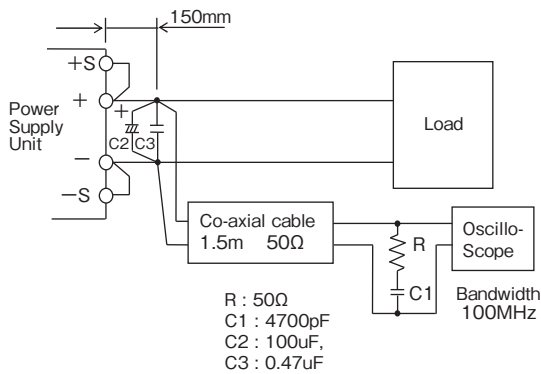 150mm
+S
+
Power
Supply
Unit
−
−S
+
C2 C3
Load
Co-axial cable
1.5m 50Ω
R
C1
Oscillo-
Scope
Bandwidth
100MHz
R : 50Ω
C1 : 4700pF
C2 : 100uF,
C3 : 0.47uF